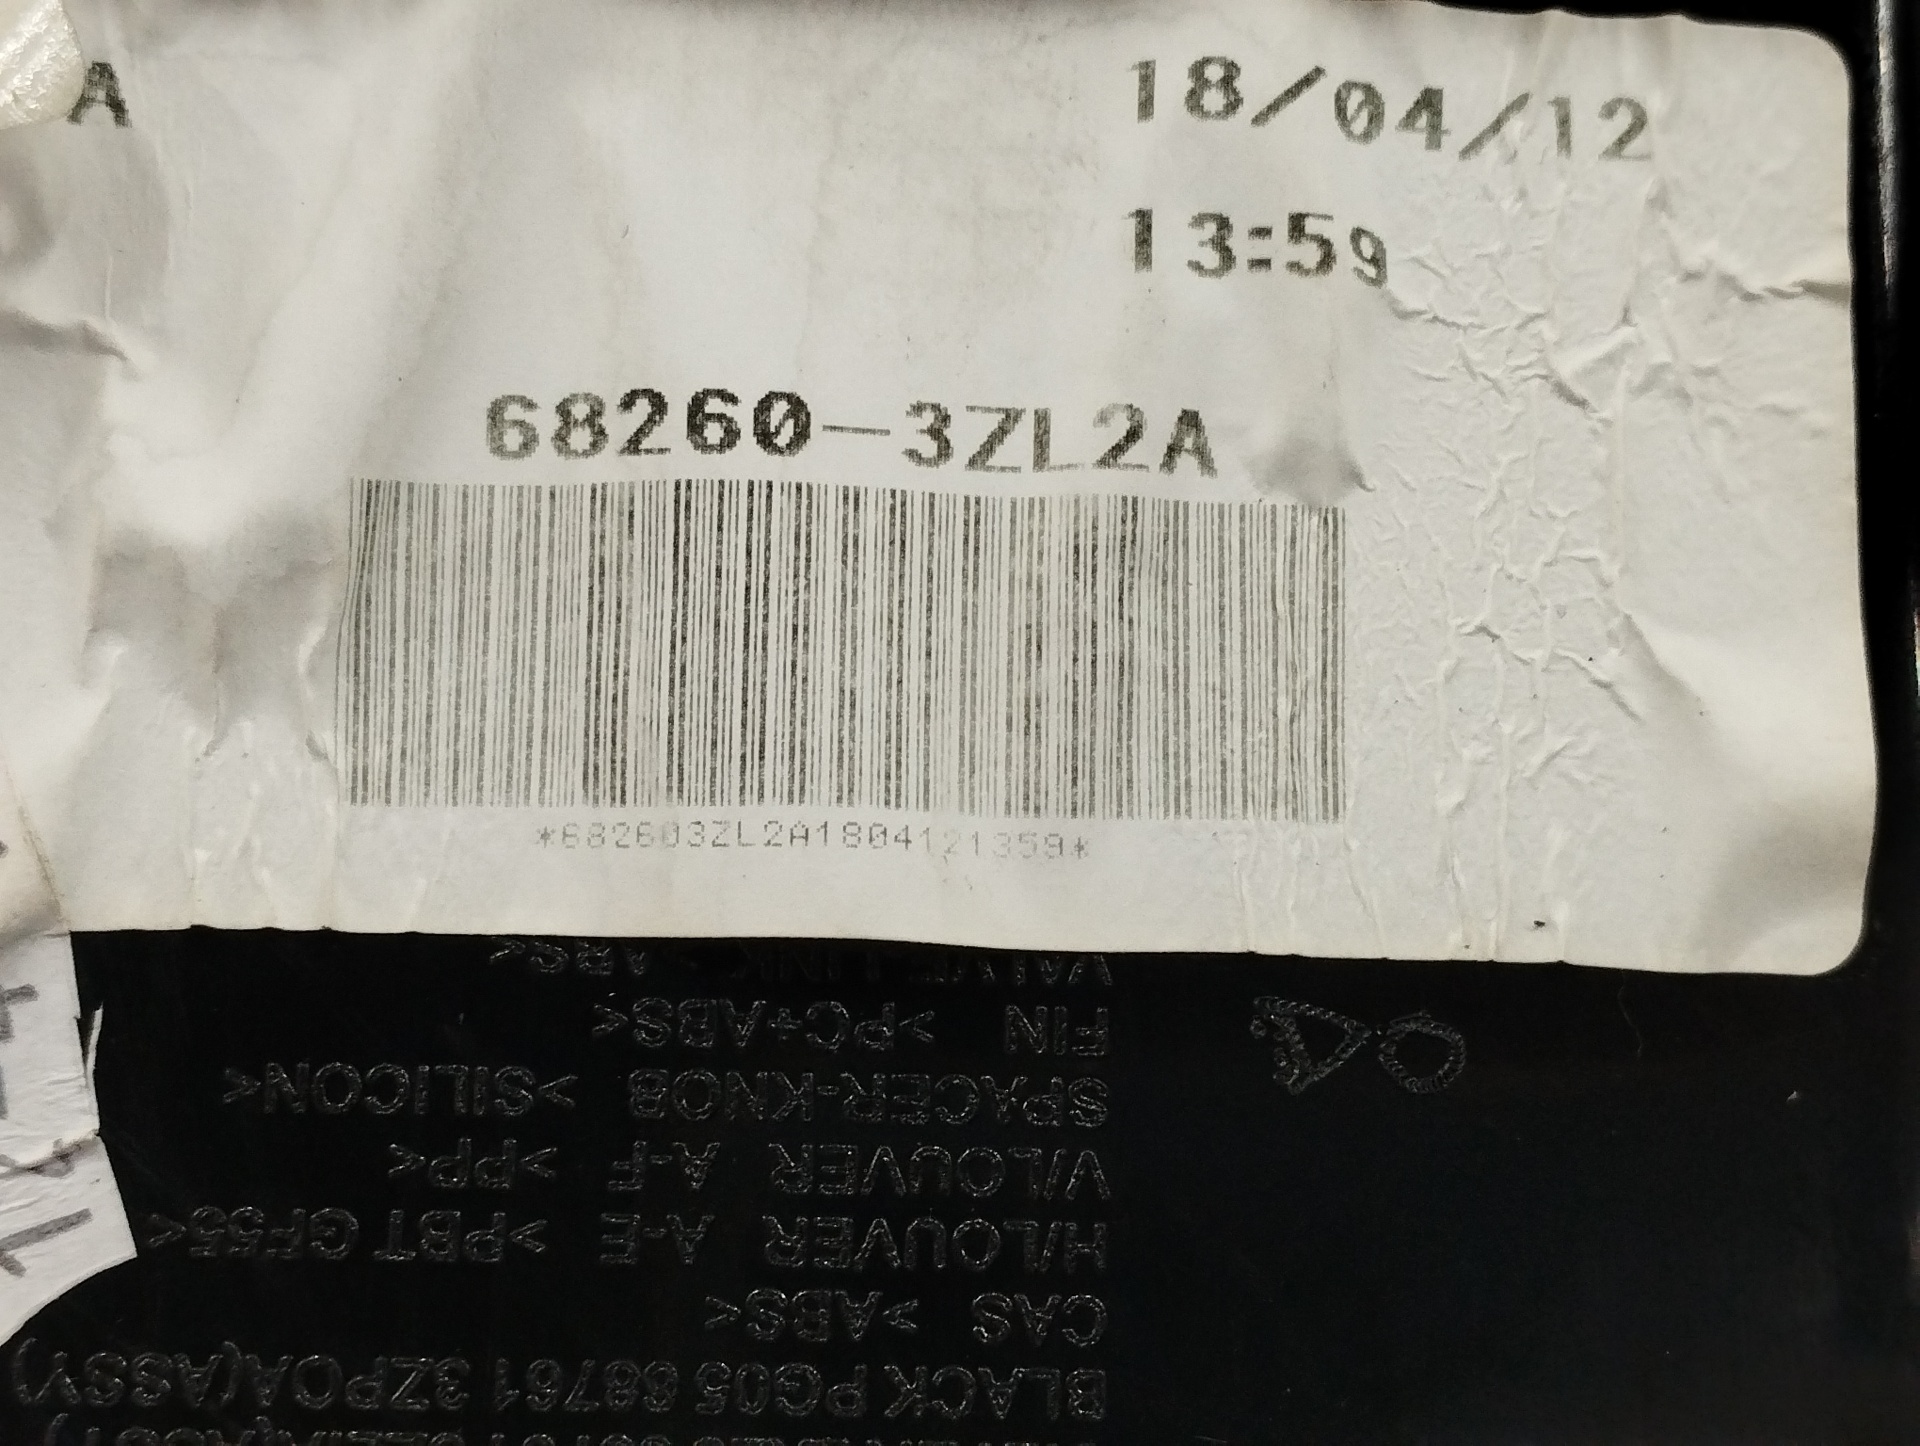 A
18/04/12
13:59
68260-3ZL2A
*682603ZL2A1804121359*
BLACK PG05 68761 3ZP0A(ASSY)
CAS >ABS<
H/LOUVER A-E >PBT GF55<
V/LOUVER A-F >PP<
SPACER-KNOB >SILICON<
FIN >PC+ABS<